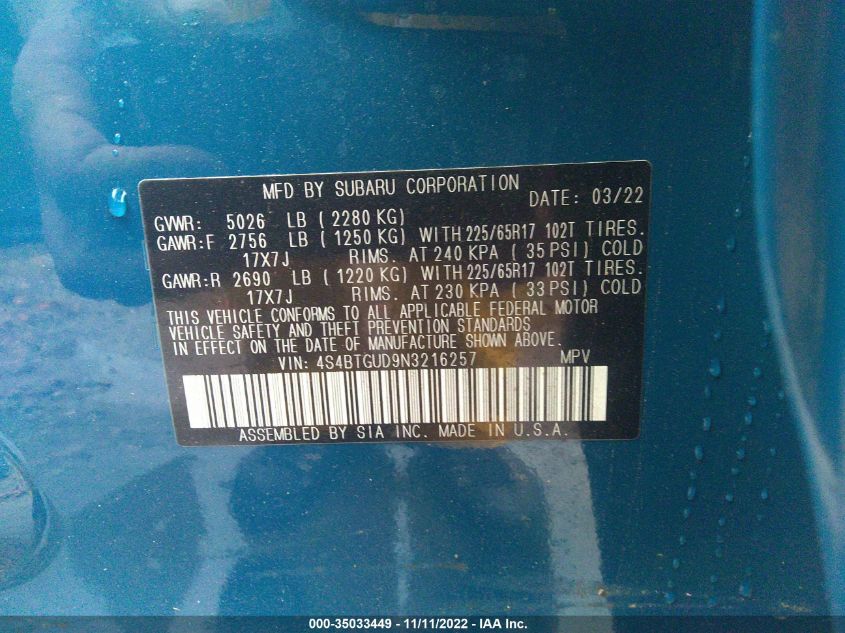 MFD BY SUBARU CORPORATION
DATE: 03/22
GVWR: 5026 LB ( 2280 KG)
GAWR:F 2756 LB ( 1250 KG) WITH 225/65R17 102T TIRES.
17X7J RIMS. AT 240 KPA ( 35 PSI) COLD
GAWR:R 2690 LB ( 1220 KG) WITH 225/65R17 102T TIRES.
17X7J RIMS. AT 230 KPA ( 33 PSI) COLD
THIS VEHICLE CONFORMS TO ALL APPLICABLE FEDERAL MOTOR
VEHICLE SAFETY AND THEFT PREVENTION STANDARDS
IN EFFECT ON THE DATE OF MANUFACTURE SHOWN ABOVE.
VIN: 4S4BTGUD9N3216257 MPV
ASSEMBLED BY SIA INC. MADE IN U.S.A.
000-35033449 - 11/11/2022 - IAA Inc.